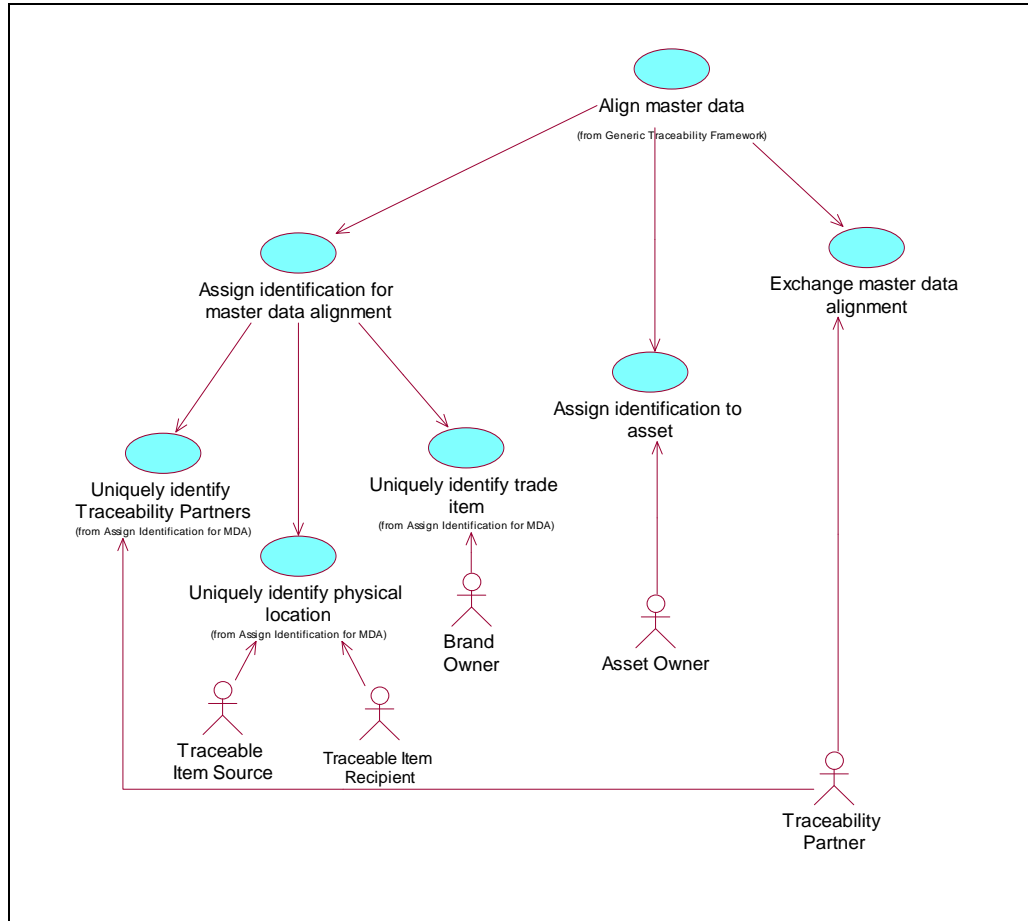 Align master data
(from Generic Traceability Framework)
Assign identification for
master data alignment
Exchange master data
alignment
Assign identification to
asset
Uniquely identify
Traceability Partners
(from Assign Identification for MDA)
Uniquely identify trade
item
(from Assign Identification for MDA)
Uniquely identify physical
location
(from Assign Identification for MDA)
Brand
Owner
Asset Owner
Traceable
Item Source
Traceable Item
Recipient
Traceability
Partner